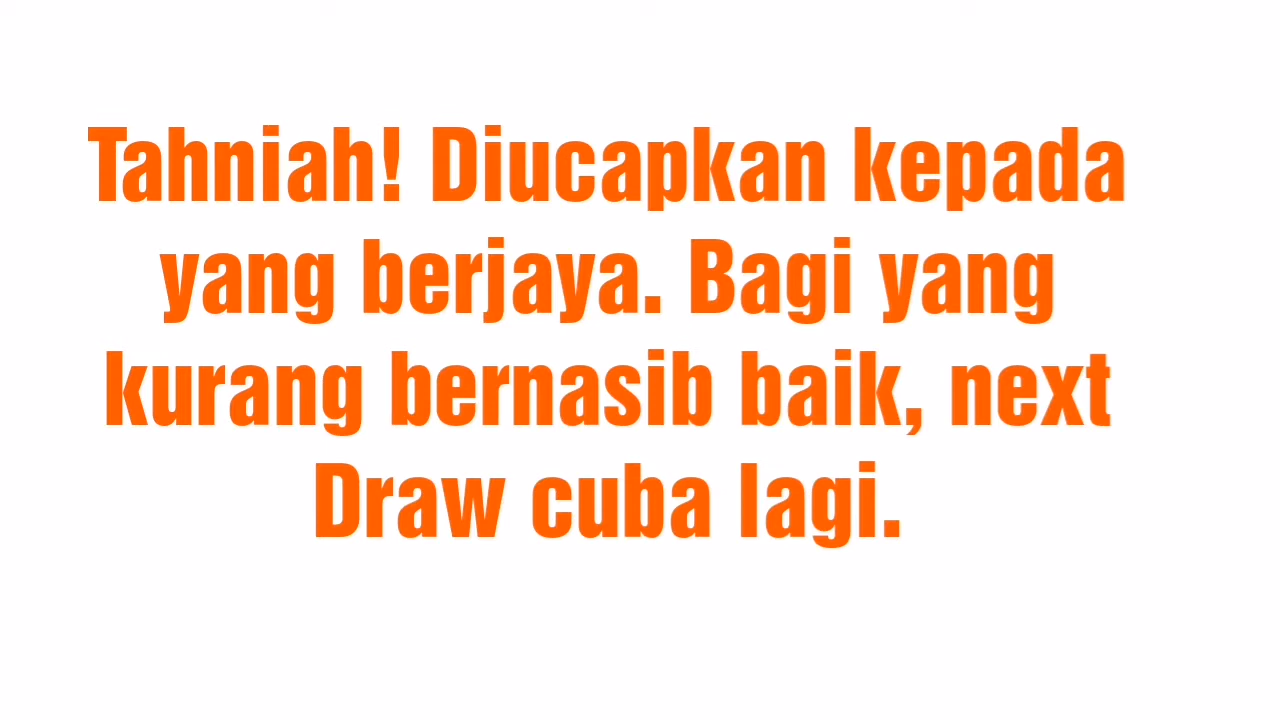 Tahniah! Diucapkan kepada
yang berjaya. Bagi yang
kurang bernasib baik, next
Draw cuba lagi.